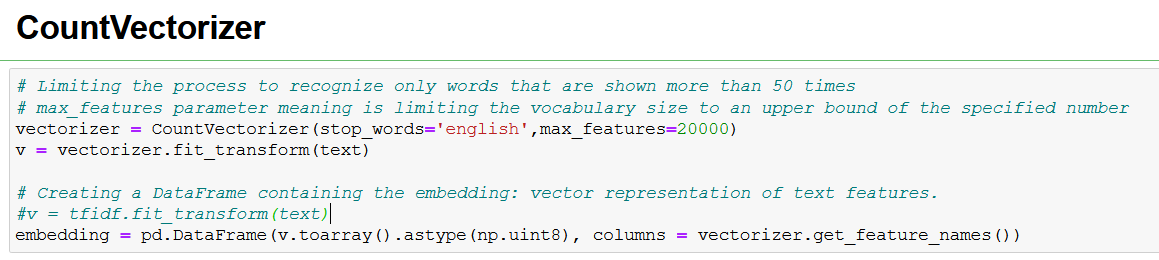 CountVectorizer
# Limiting the process to recognize only words that are shown more than 50 times
# max_features parameter meaning is limiting the vocabulary size to an upper bound of the specified number
vectorizer = CountVectorizer(stop_words='english',max_features=20000)
v = vectorizer.fit_transform(text)
# Creating a DataFrame containing the embedding: vector representation of text features.
#v = tfidf.fit_transform(text)
embedding = pd.DataFrame(v.toarray().astype(np.uint8), columns = vectorizer.get_feature_names())